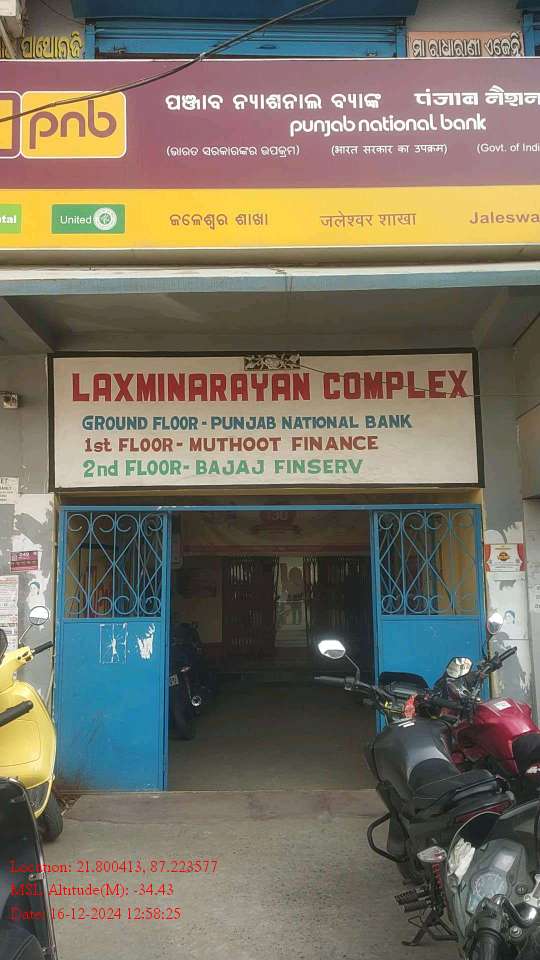 ମା ରାଧାରାଣୀ ଏଜେନ୍ସି
pnb
ପଞ୍ଜାବ ନ୍ୟାଶନାଲ ବ୍ୟାଙ୍କ
punjab national bank
(ଭାରତ ସରକାରଙ୍କର ଉପକ୍ରମ)
(भारत सरकार का उपक्रम)
(Govt. of Indi
United
ଜଳେଶ୍ୱର ଶାଖା
जलेश्वर शाखा
Jaleswa
LAXMINARAYAN COMPLEX
GROUND FLOOR - PUNJAB NATIONAL BANK
1st FLOOR - MUTHOOT FINANCE
2nd FLOOR - BAJAJ FINSERV
Location: 21.800413, 87.223577
MSL Altitude(M): -34.43
Date: 16-12-2024 12:58:25